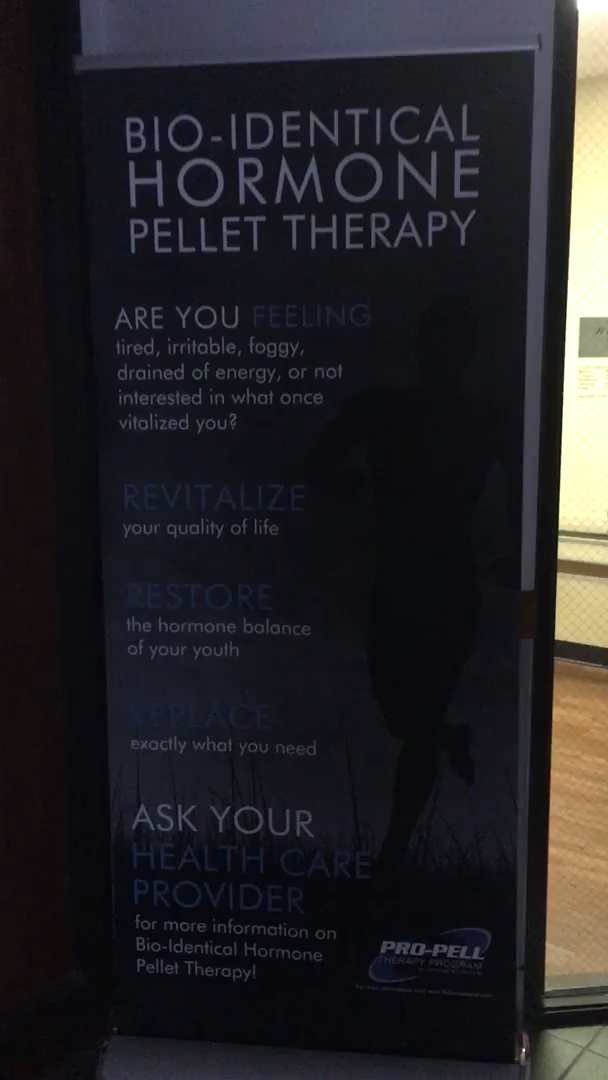 BIO-IDENTICAL
HORMONE
PELLET THERAPY
ARE YOU FEELING
tired, irritable, foggy,
drained of energy, or not
interested in what once
vitalized you?
REVITALIZE
your quality of life
RESTORE
the hormone balance
of your youth
REPLACE
exactly what you need
ASK YOUR
HEALTH CARE
PROVIDER
for more information on
Bio-Identical Hormone
Pellet Therapy!
PRO-PELL
THERAPY PROGRAM